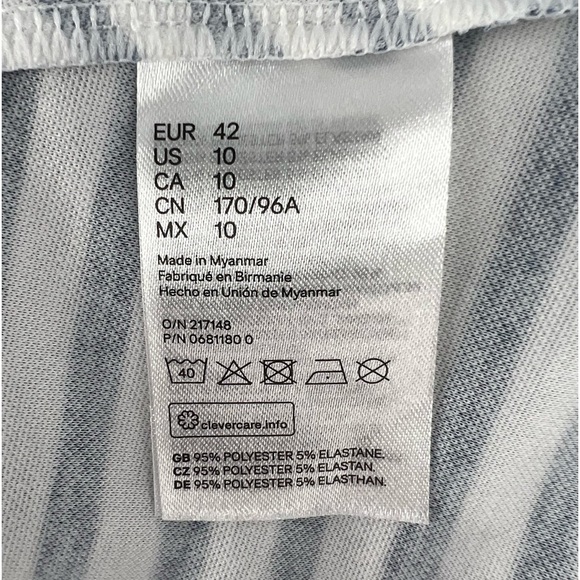 EUR 42
US 10
CA 10
CN 170/96A
MX 10
Made in Myanmar
Fabriqué en Birmanie
Hecho en Unión de Myanmar
O/N 217148
P/N 0681180 0
40
clevercare.info
GB 95% POLYESTER 5% ELASTANE.
CZ 95% POLYESTER 5% ELASTAN.
DE 95% POLYESTER 5% ELASTHAN.